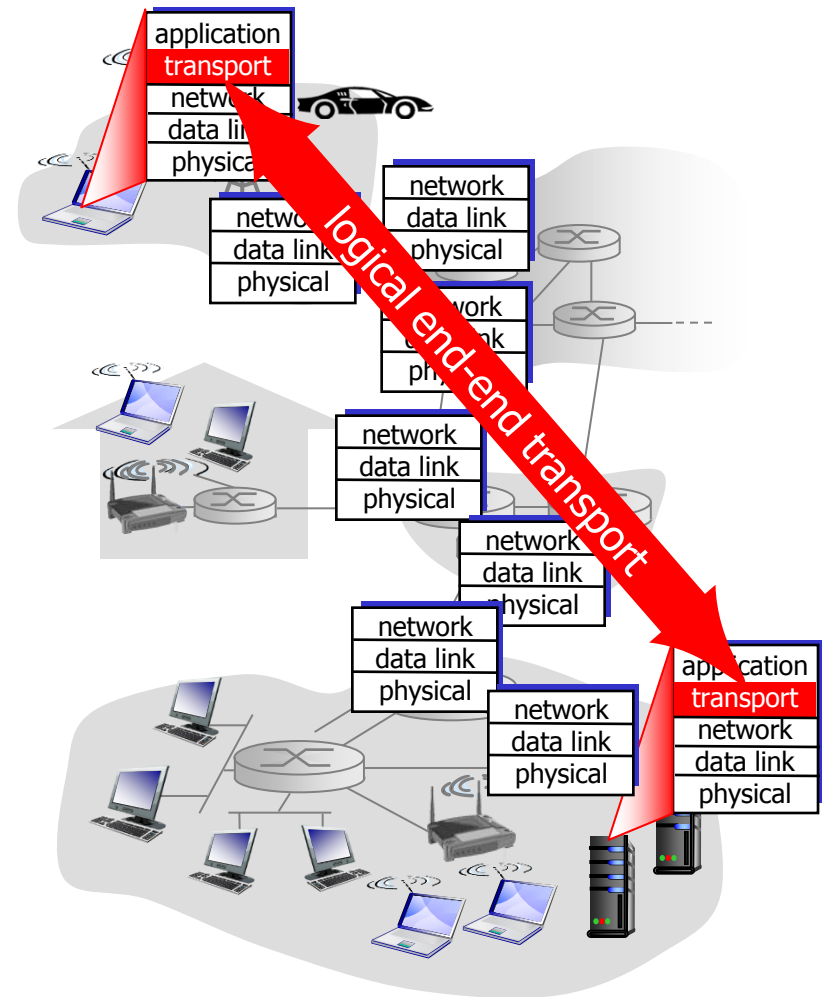 application
transport
network
data link
physical
network
data link
physical
network
data link
physical
network
data link
physical
logical end-end transport
network
data link
physical
network
data link
physical
network
data link
physical
network
data link
physical
application
transport
network
data link
physical